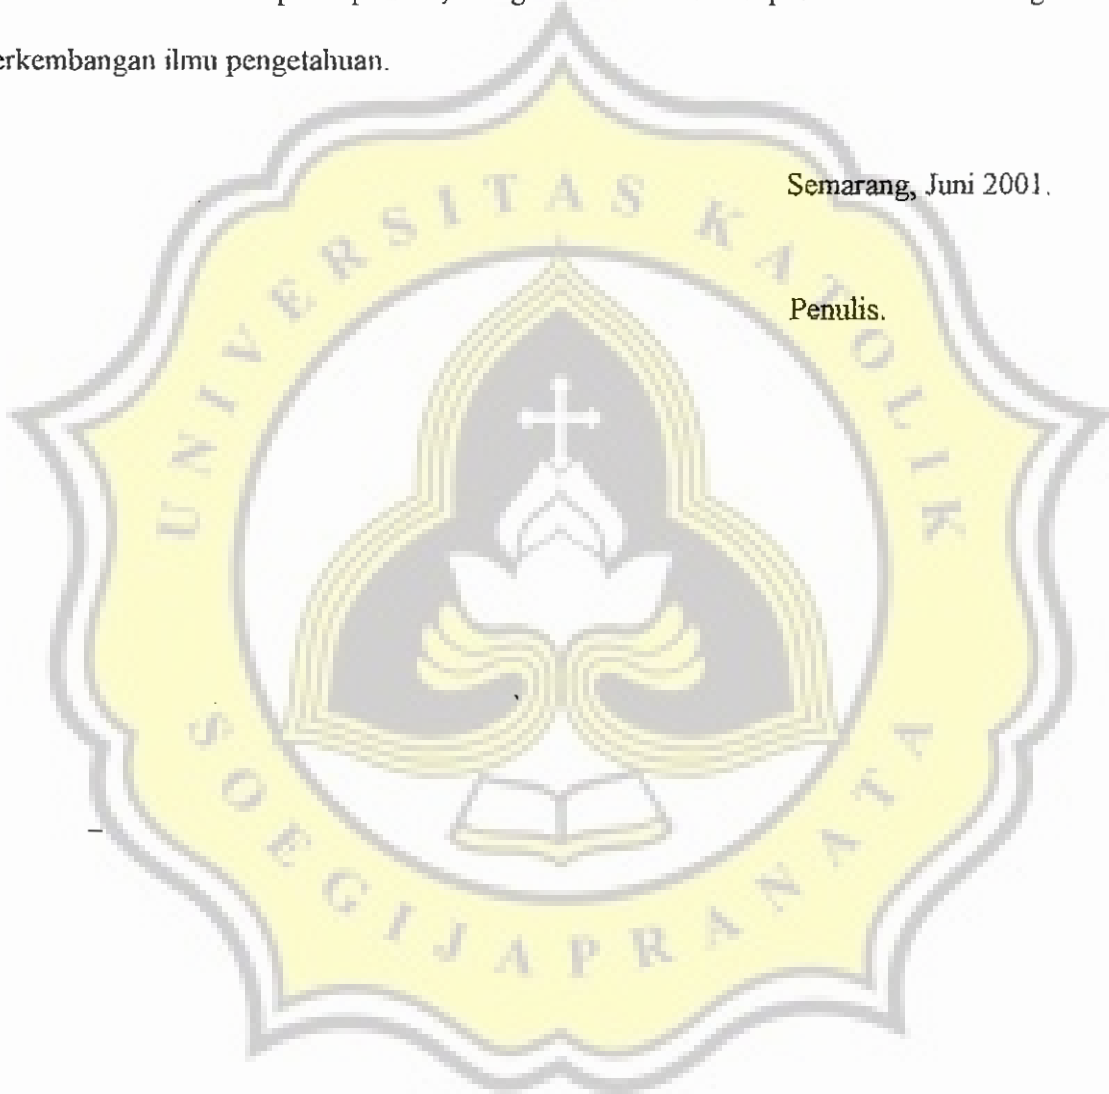 erkembangan ilmu pengetahuan.
Semarang, Juni 2001.
Penulis.
UNIVERSITAS KATOLIK
SOEGIJAPRANATA